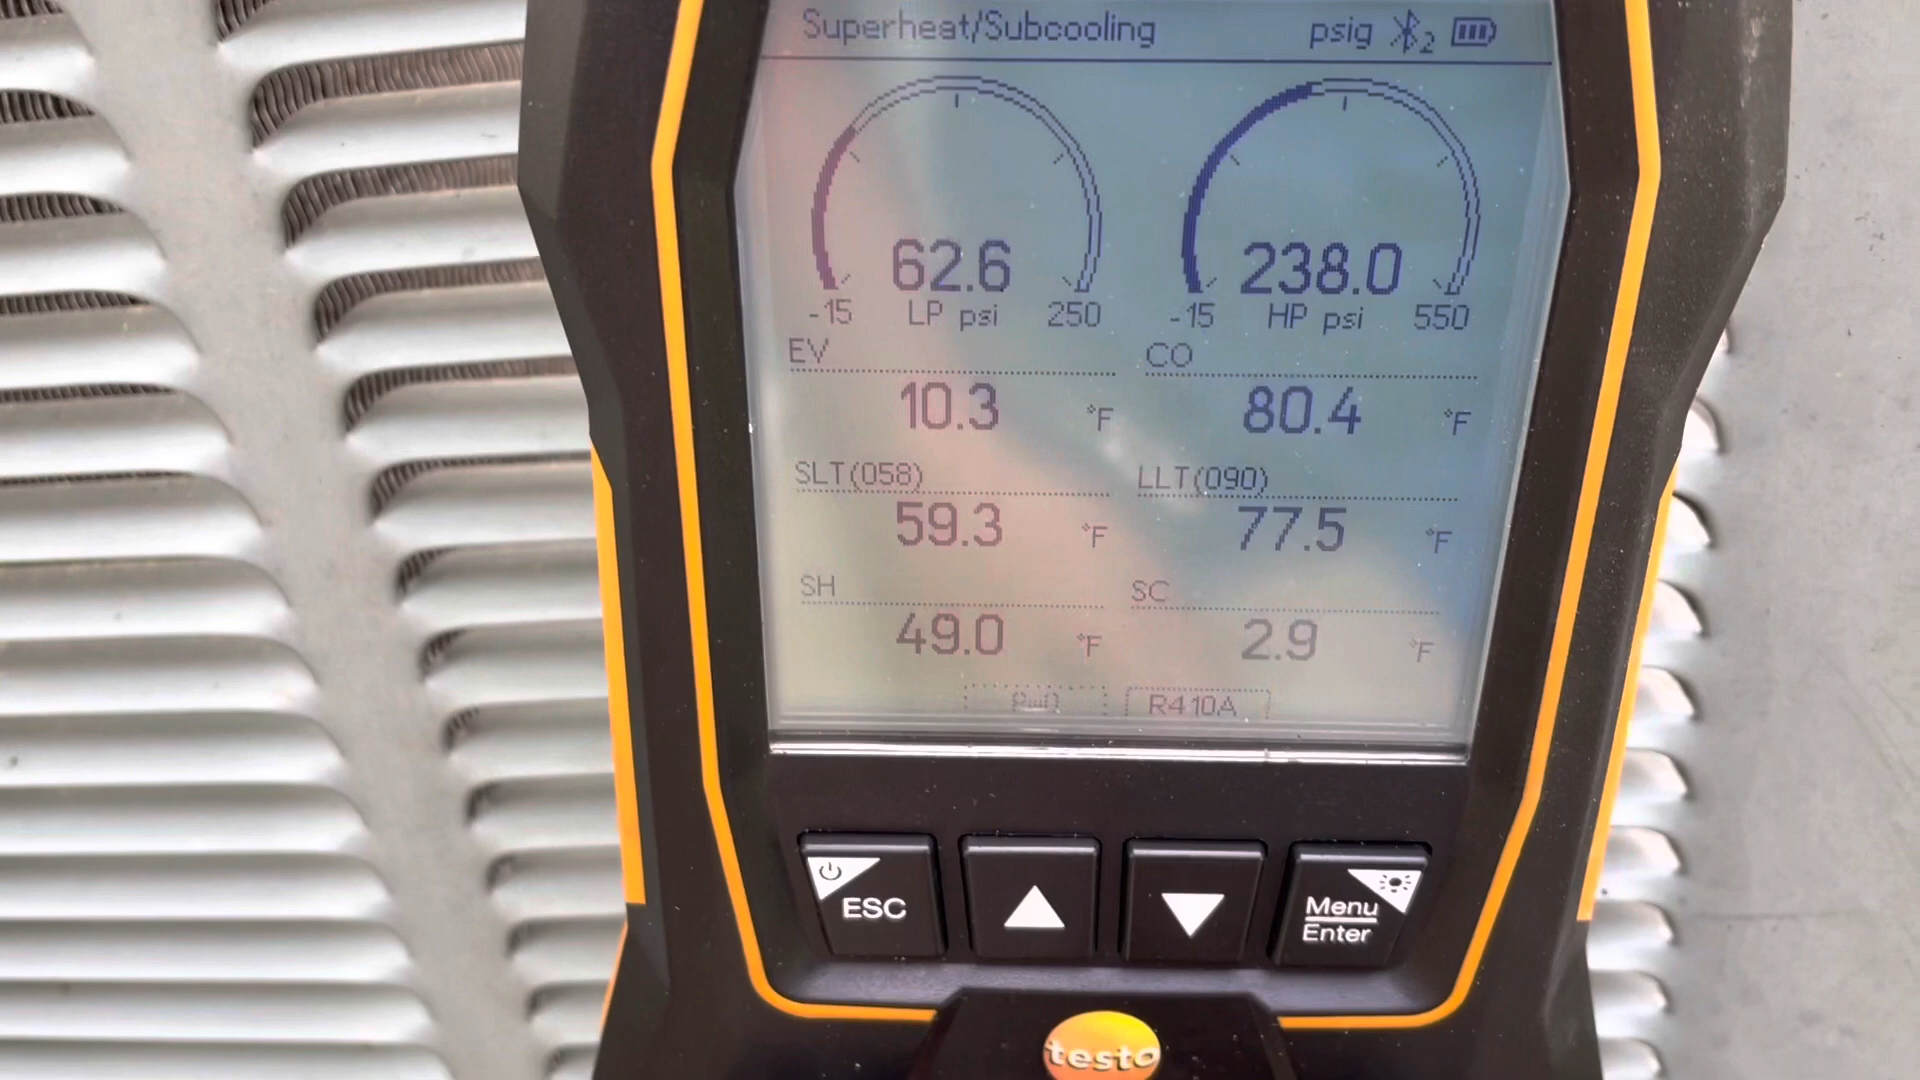 Superheat/Subcooling psig 2
62.6 238.0
-15 LP psi 250 -15 HP psi 550
EV CO
10.3 °F 80.4 °F
SLT(058) LLT(090)
59.3 °F 77.5 °F
SH SC
49.0 °F 2.9 °F
R410A
ESC
Menu
Enter
testo